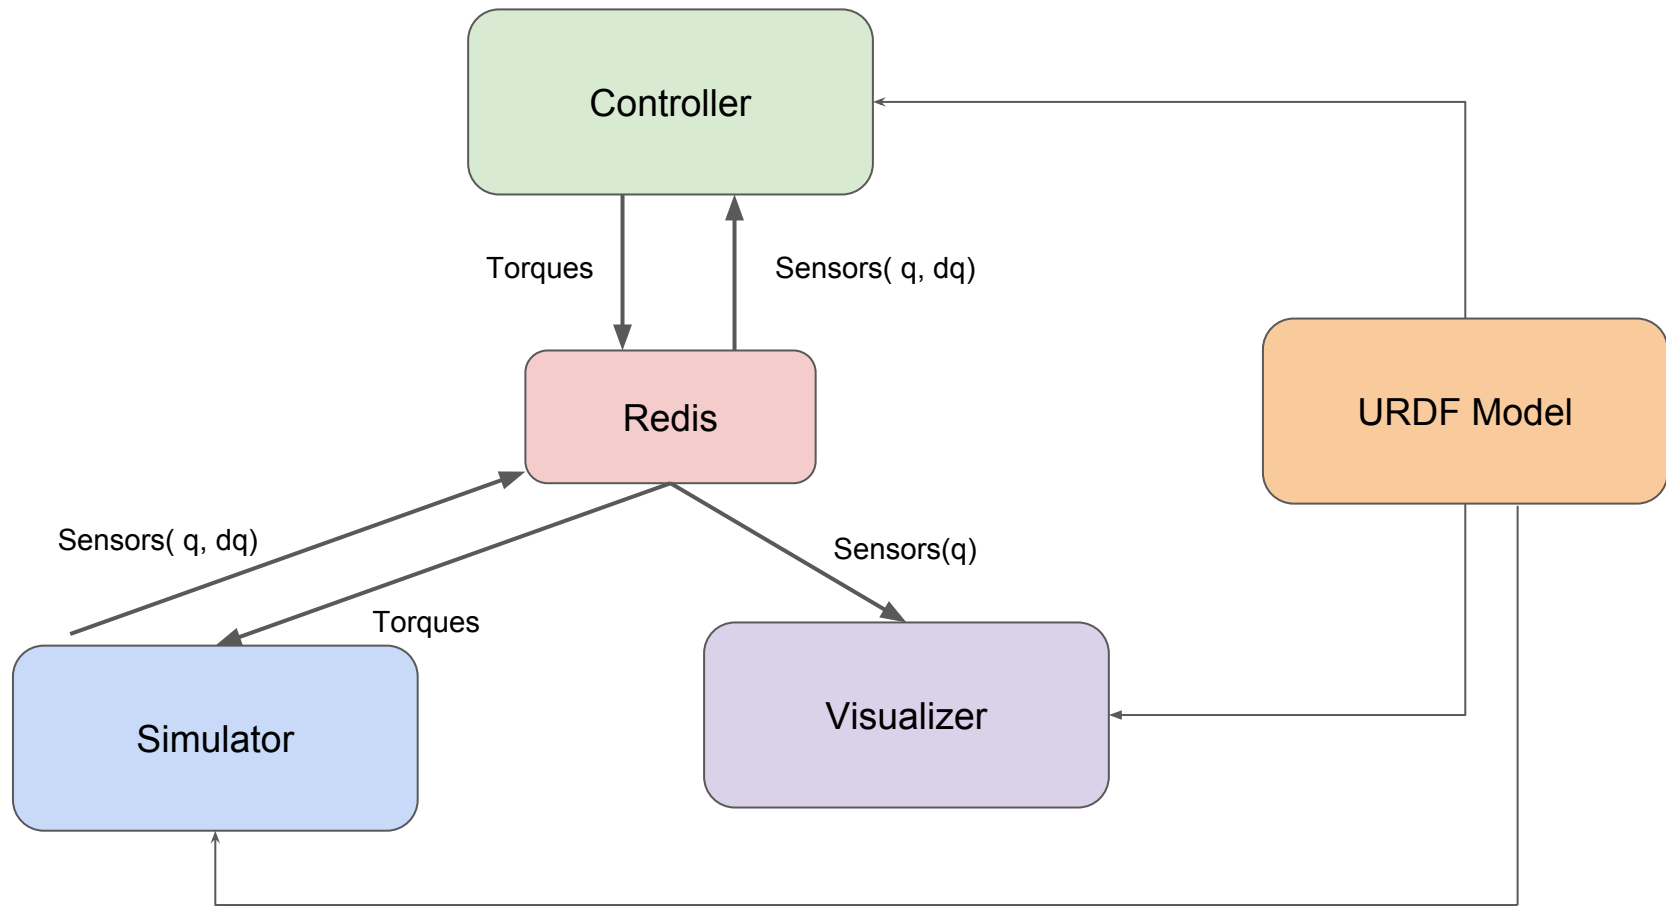 Controller
Torques
Sensors( q, dq)
Redis
URDF Model
Sensors( q, dq)
Sensors(q)
Torques
Simulator
Visualizer